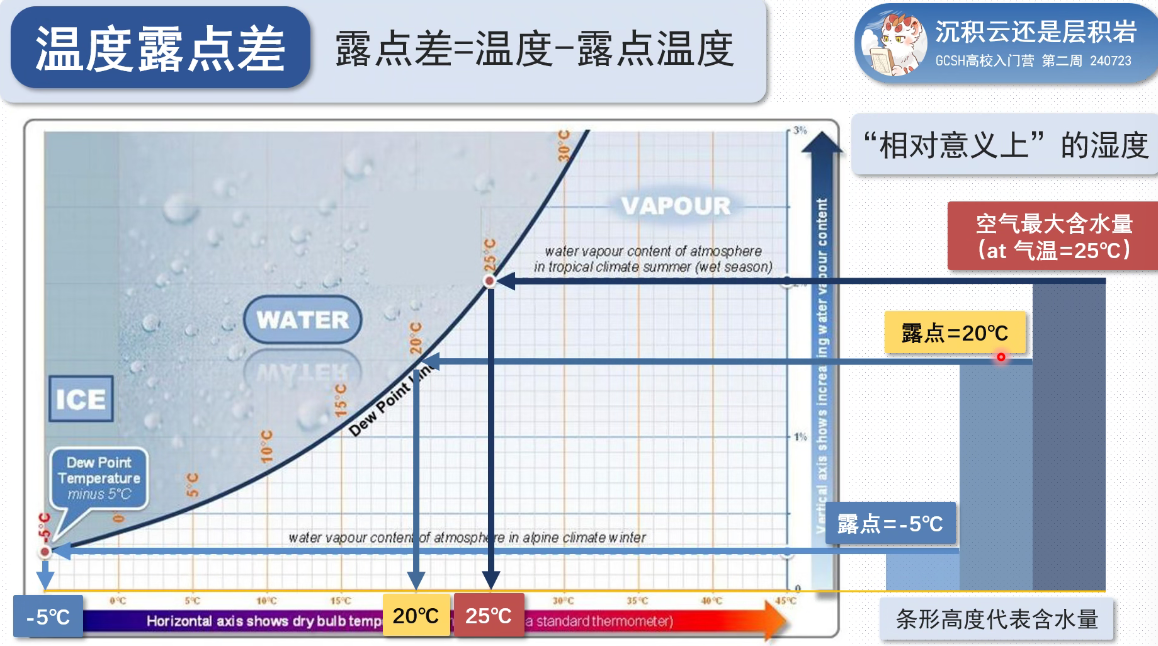 温度露点差
露点差=温度-露点温度
沉积云还是层积岩
GCSH高校入门营 第二周 240723
“相对意义上”的湿度
空气最大含水量
(at 气温=25℃)
3%
30°C
VAPOUR
water vapour content of atmosphere
in tropical climate summer (wet season)
25°C
2%
WATER
WATER
20°C
露点=20℃
Dew Point Line
15°C
ICE
10°C
1%
Vertical axis shows increasing water vapour content
Dew Point
Temperature
minus 5°C
5°C
0°
-5°C
露点=-5℃
water vapour content of atmosphere in alpine climate winter
0
0°C
5°C
10°C
15°C
30°C
35°C
40°C
45°C
-5℃
20℃
25℃
Horizontal axis shows dry bulb temp
a standard thermometer)
条形高度代表含水量